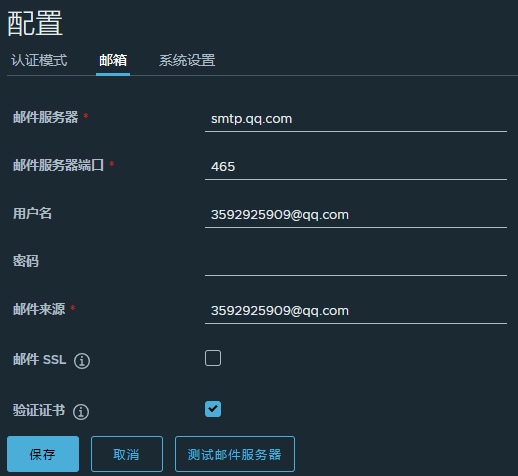 配置
认证模式 邮箱 系统设置
邮件服务器 * smtp.qq.com
邮件服务器端口 * 465
用户名 3592925909@qq.com
密码
邮件来源 * 3592925909@qq.com
邮件 SSL
验证证书
保存 取消 测试邮件服务器